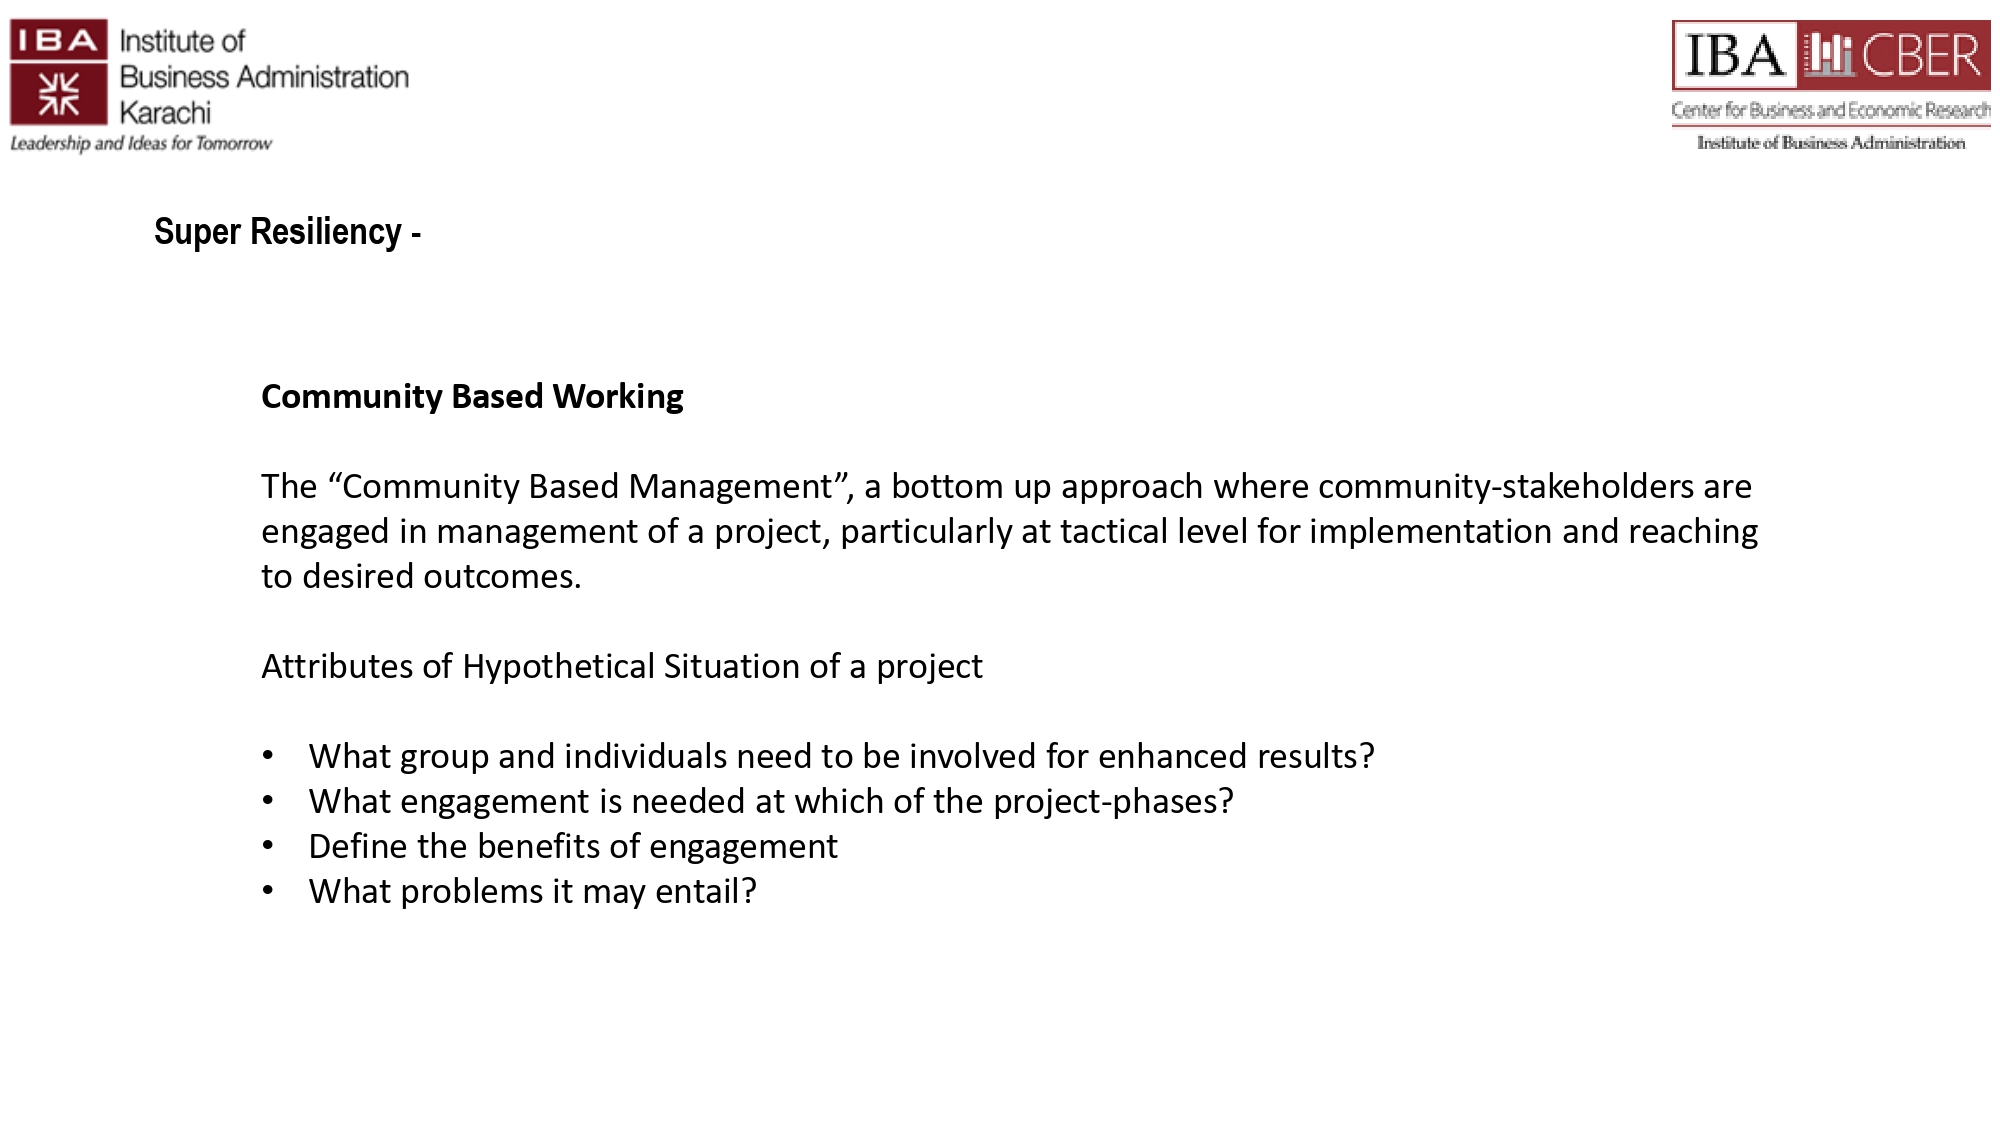 IBA
Institute of
Business Administration
Karachi
Leadership and Ideas for Tomorrow
IBA CBER
Center for Business and Economic Research
Institute of Business Administration
Super Resiliency -
Community Based Working
The “Community Based Management”, a bottom up approach where community-stakeholders are
engaged in management of a project, particularly at tactical level for implementation and reaching
to desired outcomes.
Attributes of Hypothetical Situation of a project
• What group and individuals need to be involved for enhanced results?
• What engagement is needed at which of the project-phases?
• Define the benefits of engagement
• What problems it may entail?